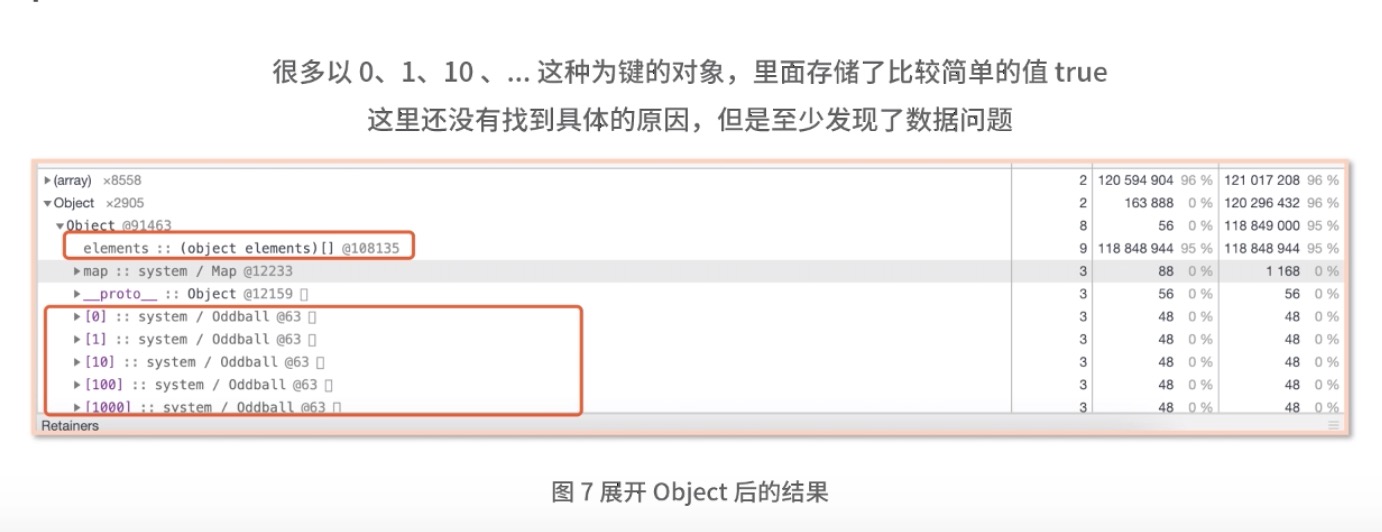 很多以 0、1、10 、... 这种为键的对象，里面存储了比较简单的值 true
这里还没有找到具体的原因，但是至少发现了数据问题
(array) ×8558 2 120 594 904 96 % 121 017 208 96 %
Object ×2905 2 163 888 0 % 120 296 432 96 %
Object @91463 8 56 0 % 118 849 000 95 %
elements :: (object elements)[] @108135 9 118 848 944 95 % 118 848 944 95 %
map :: system / Map @12233 3 88 0 % 1 168 0 %
__proto__ :: Object @12159 3 56 0 % 56 0 %
[0] :: system / Oddball @63 3 48 0 % 48 0 %
[1] :: system / Oddball @63 3 48 0 % 48 0 %
[10] :: system / Oddball @63 3 48 0 % 48 0 %
[100] :: system / Oddball @63 3 48 0 % 48 0 %
[1000] :: system / Oddball @63 3 48 0 % 48 0 %
Retainers
图 7 展开 Object 后的结果